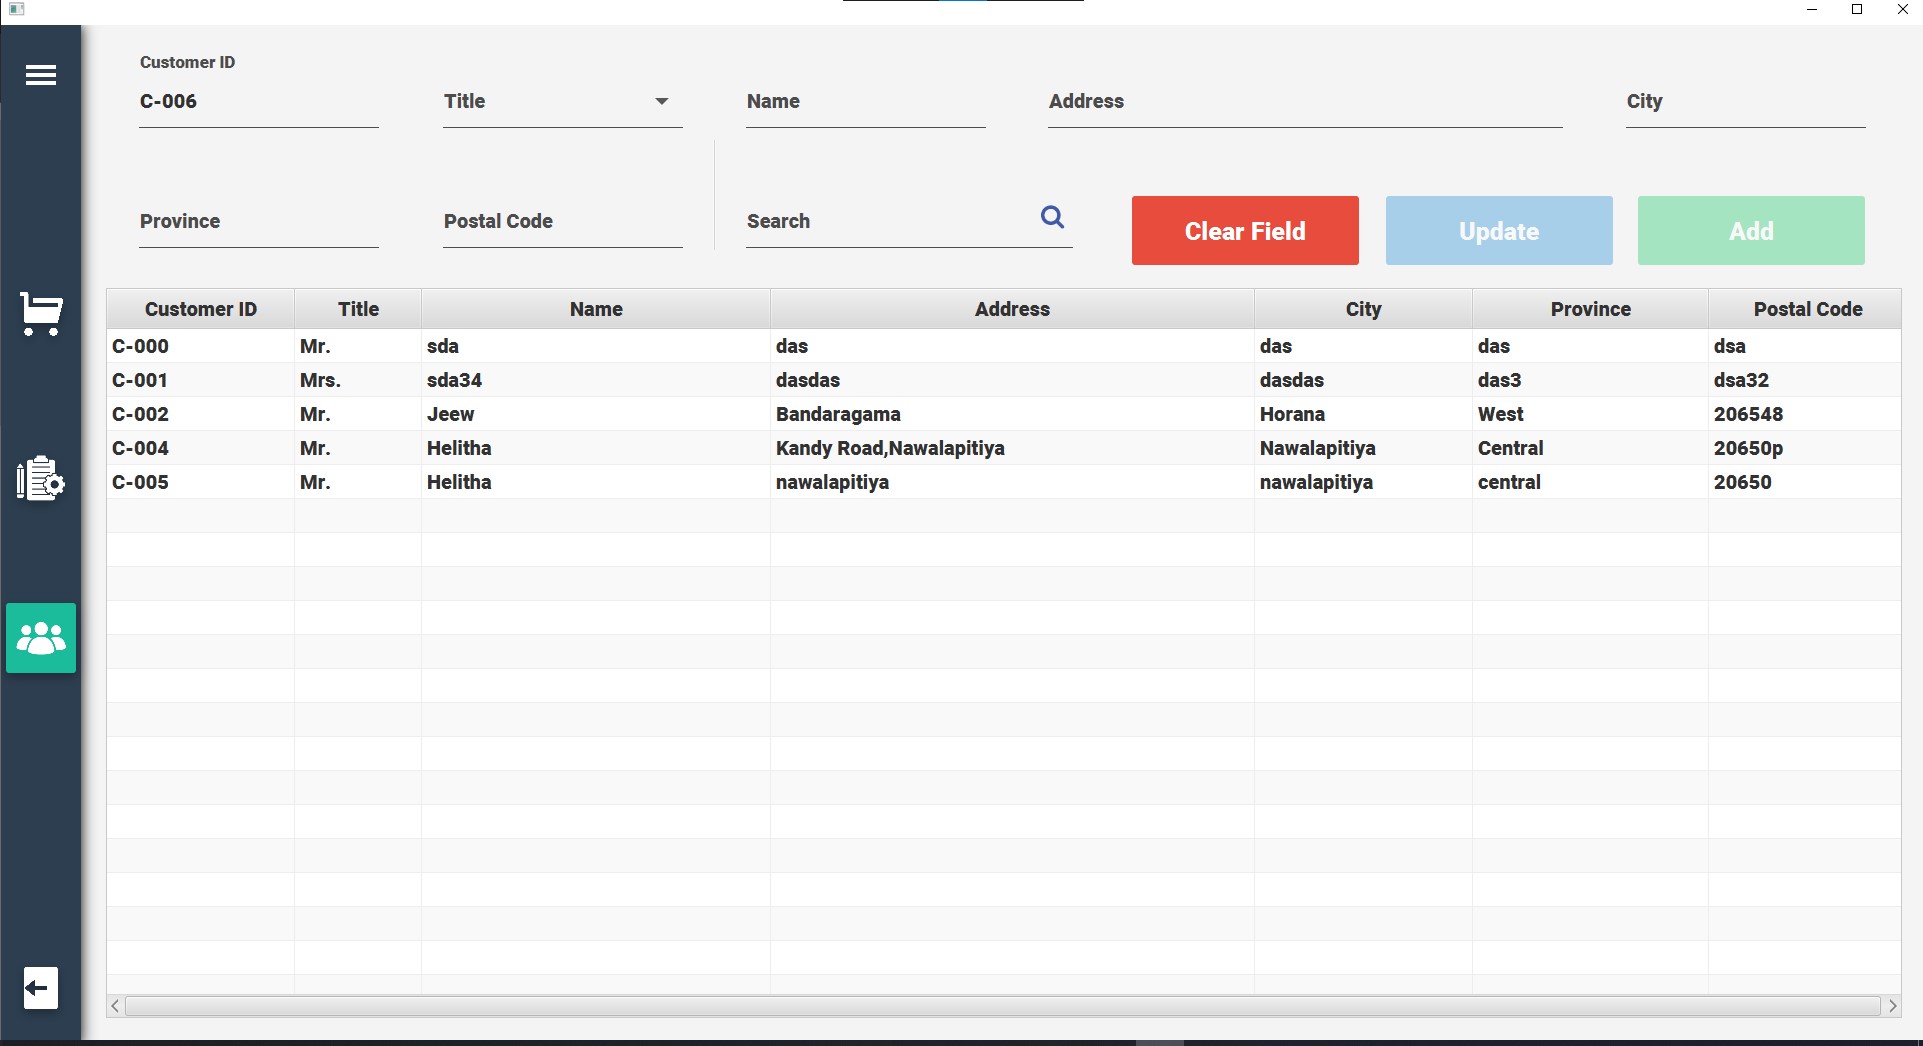 Customer ID
C-006 Title Name Address City
Province Postal Code Search Clear Field Update Add
Customer ID Title Name Address City Province Postal Code
C-000 Mr. sda das das das dsa
C-001 Mrs. sda34 dasdas dasdas das3 dsa32
C-002 Mr. Jeew Bandaragama Horana West 206548
C-004 Mr. Helitha Kandy Road,Nawalapitiya Nawalapitiya Central 20650p
C-005 Mr. Helitha nawalapitiya nawalapitiya central 20650